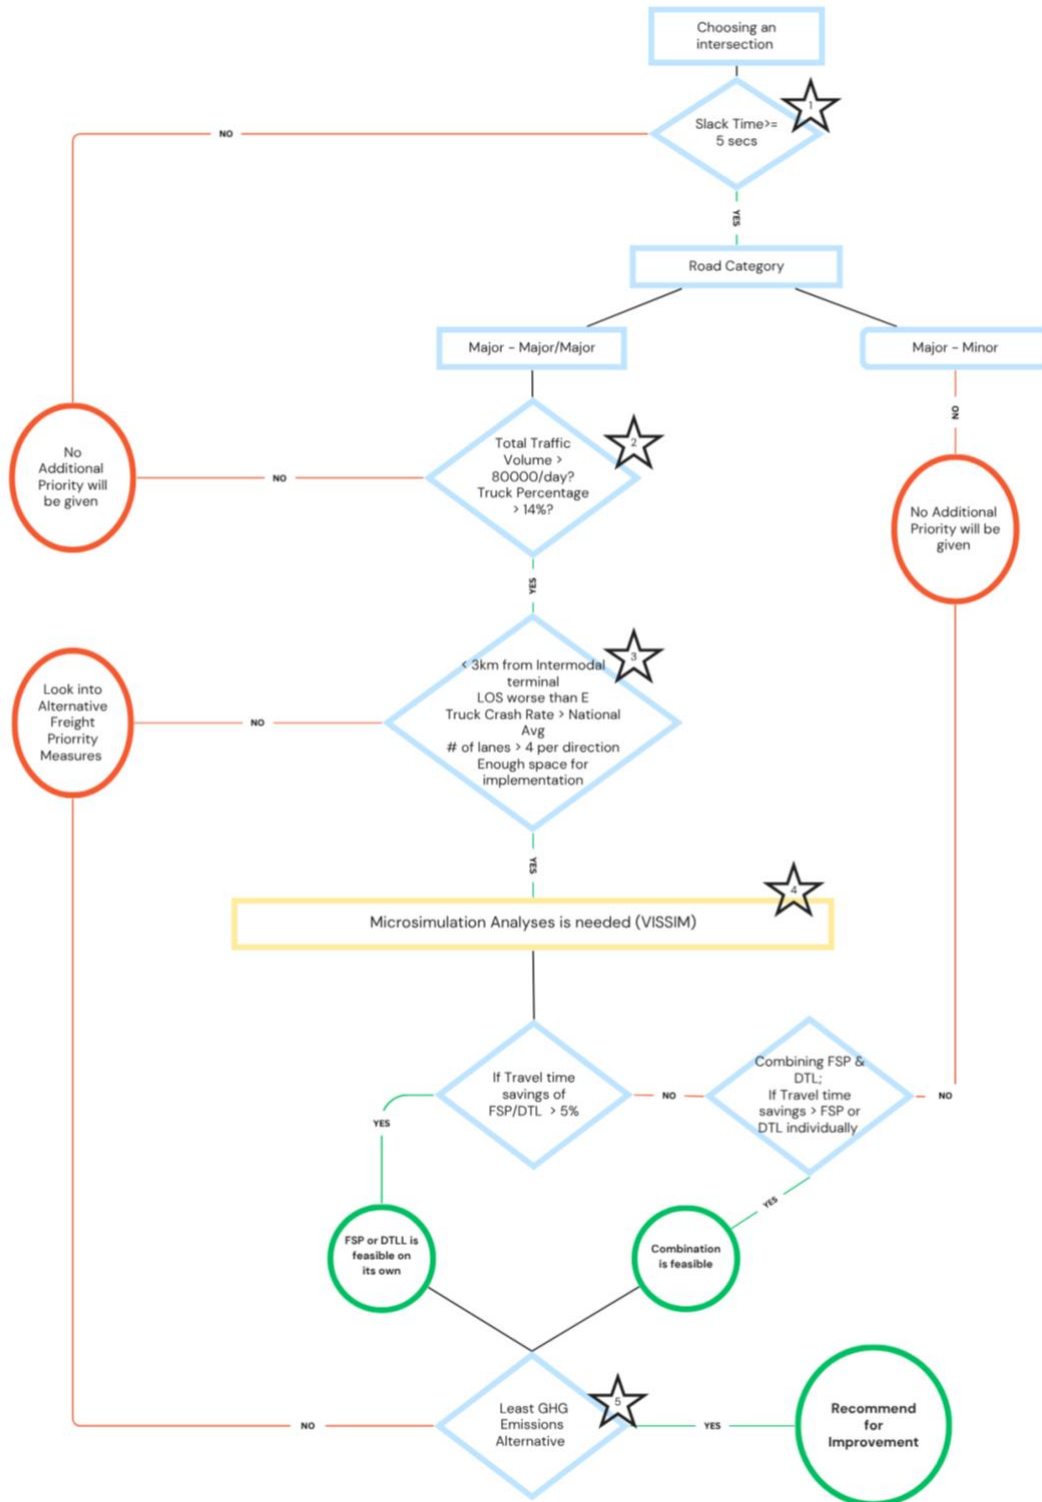 Choosing an
intersection
1
Slack Time>=
5 secs
NO
YES
Road Category
Major - Major/Major
Major - Minor
NO
2
Total Traffic
Volume >
80000/day?
Truck Percentage
> 14%?
No
Additional
Priority will
be given
NO
No Additional
Priority will be
given
YES
3
< 3km from Intermodal
terminal
LOS worse than E
Truck Crash Rate > National
Avg
# of lanes > 4 per direction
Enough space for
implementation
Look into
Alternative
Freight
Priorrity
Measures
NO
YES
4
Microsimulation Analyses is needed (VISSIM)
If Travel time
savings of
FSP/DTL > 5%
NO
Combining FSP &
DTL;
If Travel time
savings > FSP or
DTL individually
NO
YES
YES
FSP or DTLL is
feasible on
its own
Combination
is feasible
5
Least GHG
Emissions
Alternative
NO
YES
Recommend
for
Improvement